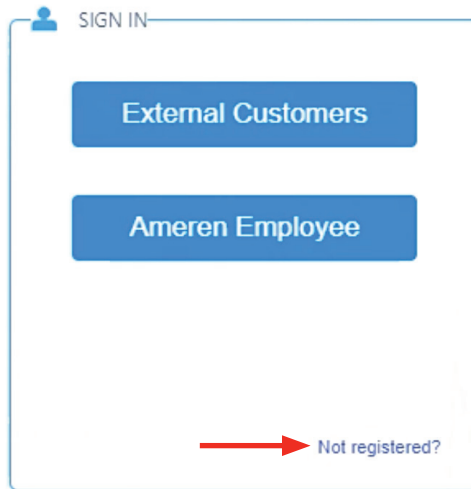 SIGN IN
External Customers
Ameren Employee
Not registered?